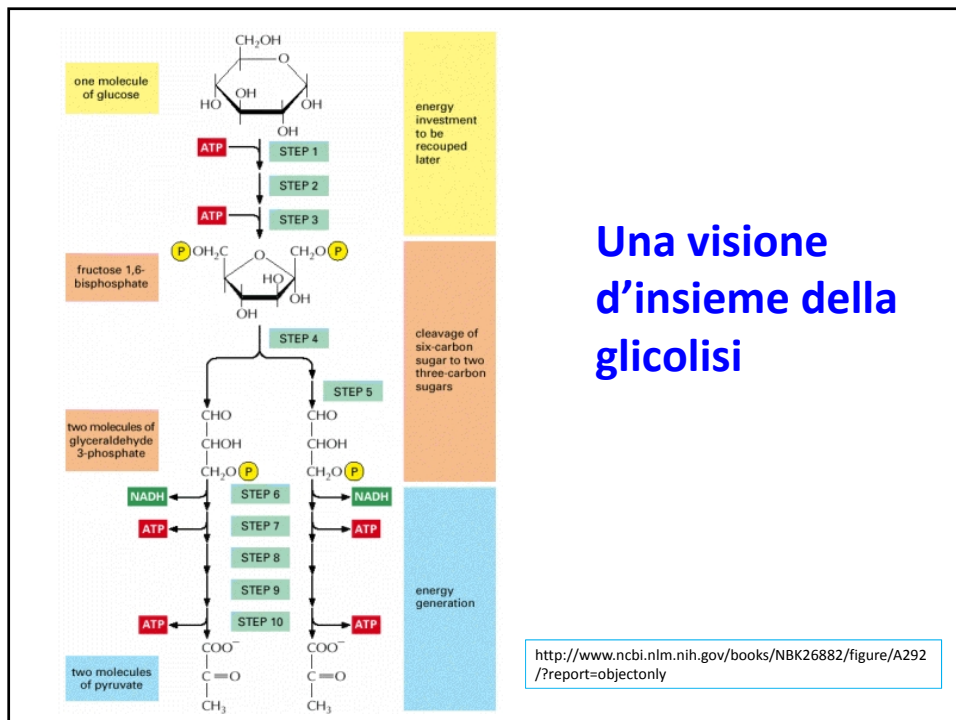 CH₂OH
O
one molecule
of glucose
OH
HO
OH
OH
OH
energy
investment
to be
recouped
later
ATP
STEP 1
STEP 2
ATP
STEP 3
Una visione
d’insieme della
glicolisi
fructose 1,6-
bisphosphate
P OH₂C
O
CH₂O P
HO
OH
OH
STEP 4
cleavage of
six-carbon
sugar to two
three-carbon
sugars
STEP 5
two molecules of
glyceraldehyde
3-phosphate
CHO
CHO
CHOH
CHOH
CH₂O P
CH₂O P
NADH
STEP 6
NADH
ATP
STEP 7
ATP
STEP 8
STEP 9
energy
generation
ATP
STEP 10
ATP
two molecules
of pyruvate
COO⁻
COO⁻
C=O
C=O
CH₃
CH₃
http://www.ncbi.nlm.nih.gov/books/NBK26882/figure/A292
/?report=objectonly